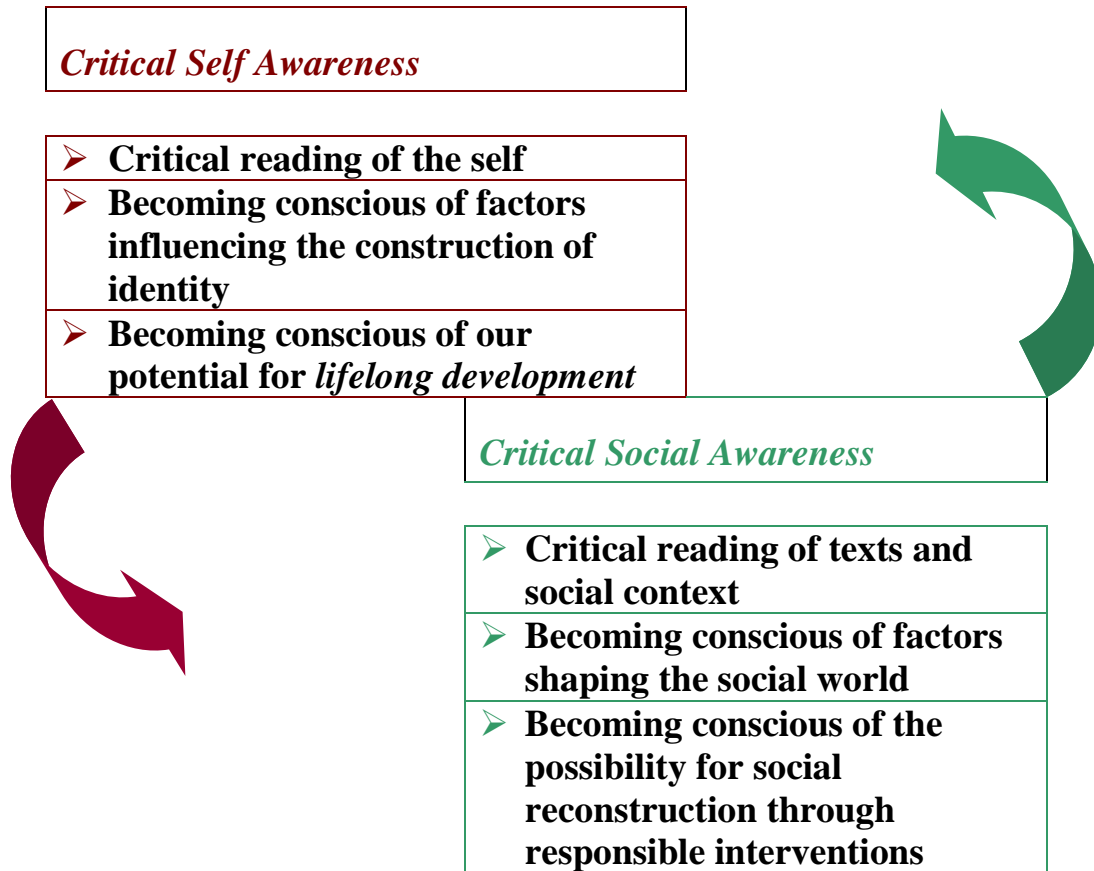 Critical Self Awareness
➢ Critical reading of the self
➢ Becoming conscious of factors
influencing the construction of
identity
➢ Becoming conscious of our
potential for lifelong development
Critical Social Awareness
➢ Critical reading of texts and
social context
➢ Becoming conscious of factors
shaping the social world
➢ Becoming conscious of the
possibility for social
reconstruction through
responsible interventions